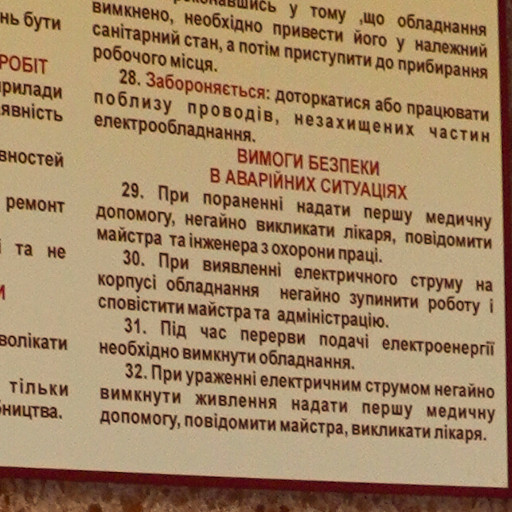 нь бути
РОБІТ
прилади
явність
вностей
ремонт
і та не
и
волікати
тільки
ництва.
у тому ,що обладнання
вимкнено, необхідно привести його у належний
санітарний стан, а потім приступити до прибирання
робочого місця.
28. Забороняється: доторкатися або працювати
поблизу проводів, незахищених частин
електрообладнання.
ВИМОГИ БЕЗПЕКИ
В АВАРІЙНИХ СИТУАЦІЯХ
29. При пораненні надати першу медичну
допомогу, негайно викликати лікаря, повідомити
майстра та інженера з охорони праці.
30. При виявленні електричного струму на
корпусі обладнання негайно зупинити роботу і
сповістити майстра та адміністрацію.
31. Під час перерви подачі електроенергії
необхідно вимкнути обладнання.
32. При ураженні електричним струмом негайно
вимкнути живлення надати першу медичну
допомогу, повідомити майстра, викликати лікаря.